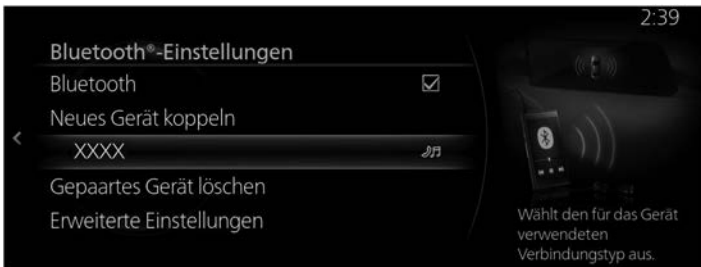 2:39
Bluetooth®-Einstellungen
Bluetooth
Neues Gerät koppeln
XXXX
Gepaartes Gerät löschen
Erweiterte Einstellungen
Wählt den für das Gerät
verwendeten
Verbindungstyp aus.